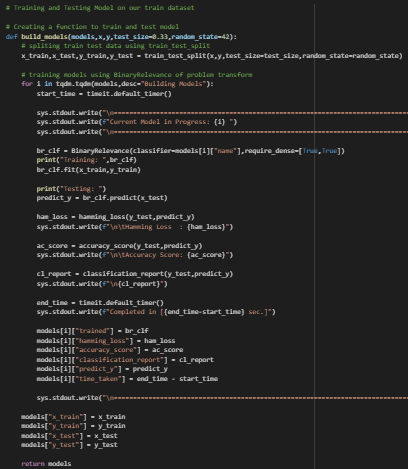 # Training and Testing Model on our train dataset
# Creating a function to train and test model
def build_models(models,x,y,test_size=0.33,random_state=42):
# spliting train test data using train_test_split
x_train,x_test,y_train,y_test = train_test_split(x,y,test_size=test_size,random_state=random_state)
# training models using BinaryRelevance of problem transform
for i in tqdm.tqdm(models,desc="Building Models"):
start_time = timeit.default_timer()
sys.stdout.write("\n=================================================
sys.stdout.write(f"Current Model in Progress: {i} ")
sys.stdout.write("\n=================================================
br_clf = BinaryRelevance(classifier=models[i]["name"],require_dense=[True,True])
print("Training: ",br_clf)
br_clf.fit(x_train,y_train)
print("Testing: ")
predict_y = br_clf.predict(x_test)
ham_loss = hamming_loss(y_test,predict_y)
sys.stdout.write(f"\n\tHamming Loss  : {ham_loss}")
ac_score = accuracy_score(y_test,predict_y)
sys.stdout.write(f"\n\tAccuracy Score: {ac_score}")
cl_report = classification_report(y_test,predict_y)
sys.stdout.write(f"\n{cl_report}")
end_time = timeit.default_timer()
sys.stdout.write(f"Completed in [{end_time-start_time} sec.]")
models[i]["trained"] = br_clf
models[i]["hamming_loss"] = ham_loss
models[i]["accuracy_score"] = ac_score
models[i]["classification_report"] = cl_report
models[i]["predict_y"] = predict_y
models[i]["time_taken"] = end_time - start_time
sys.stdout.write("\n=================================================
models["x_train"] = x_train
models["y_train"] = y_train
models["x_test"] = x_test
models["y_test"] = y_test
return models